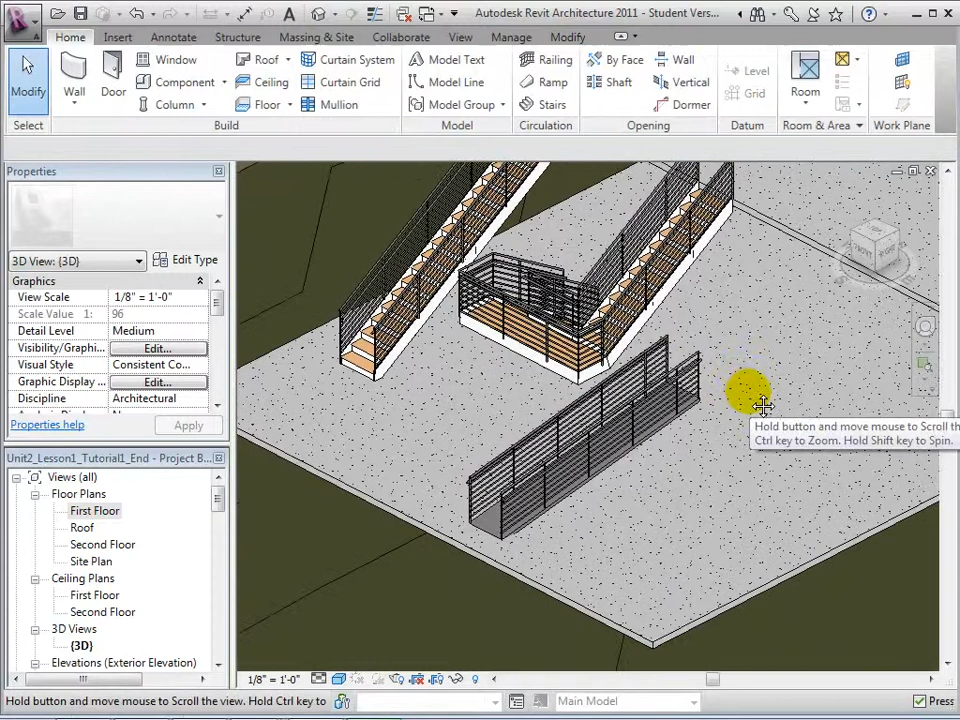 Autodesk Revit Architecture 2011 - Student Vers...
Home Insert Annotate Structure Massing & Site Collaborate View Manage Modify
Modify Wall Door Window Component Column Roof Ceiling Floor Curtain System Curtain Grid Mullion Model Text Model Line Model Group Railing Ramp Stairs By Face Shaft Wall Vertical Dormer Level Grid Room
Select Build Model Circulation Opening Datum Room & Area Work Plane
Properties
3D View: {3D} Edit Type
Graphics
View Scale 1/8" = 1'-0"
Scale Value 1: 96
Detail Level Medium
Visibility/Graphi... Edit...
Visual Style Consistent Co...
Graphic Display ... Edit...
Discipline Architectural
Properties help Apply
Unit2_Lesson1_Tutorial1_End - Project B...
Views (all)
Floor Plans
First Floor
Roof
Second Floor
Site Plan
Ceiling Plans
First Floor
Second Floor
3D Views
{3D}
Elevations (Exterior Elevation)
Hold button and move mouse to Scroll th
Ctrl key to Zoom. Hold Shift key to Spin.
1/8" = 1'-0"
Hold button and move mouse to Scroll the view. Hold Ctrl key to Main Model Press